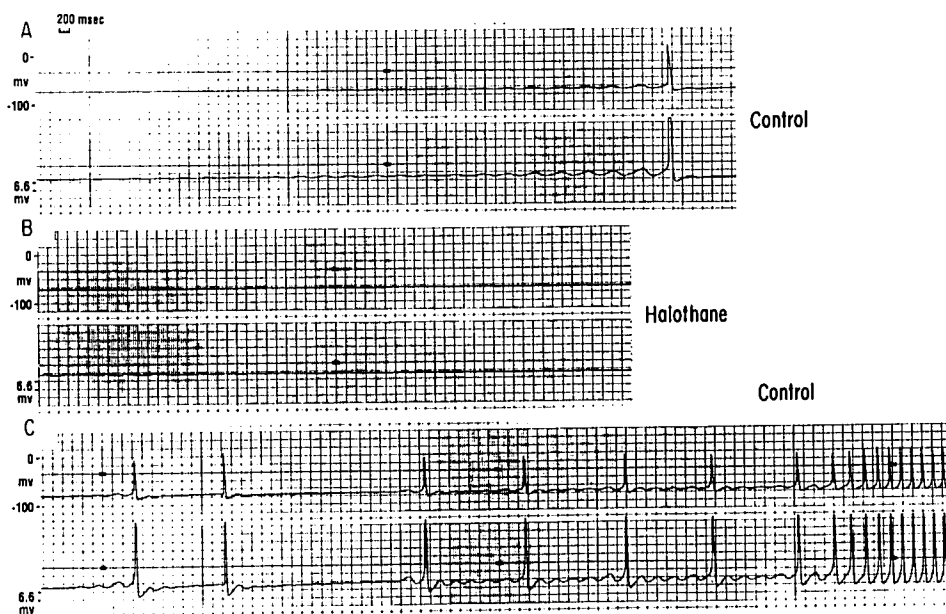 A
200 msec
0-
mv
-100-
6.6
mv
Control
B
0
mv
-100
6.6
mv
Halothane
Control
C
0
mv
-100
6.6
mv